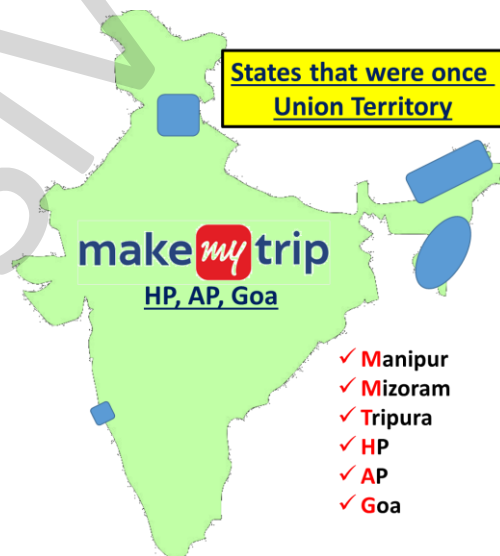 States that were once
Union Territory
make my trip
HP, AP, Goa
✓ Manipur
✓ Mizoram
✓ Tripura
✓ HP
✓ AP
✓ Goa